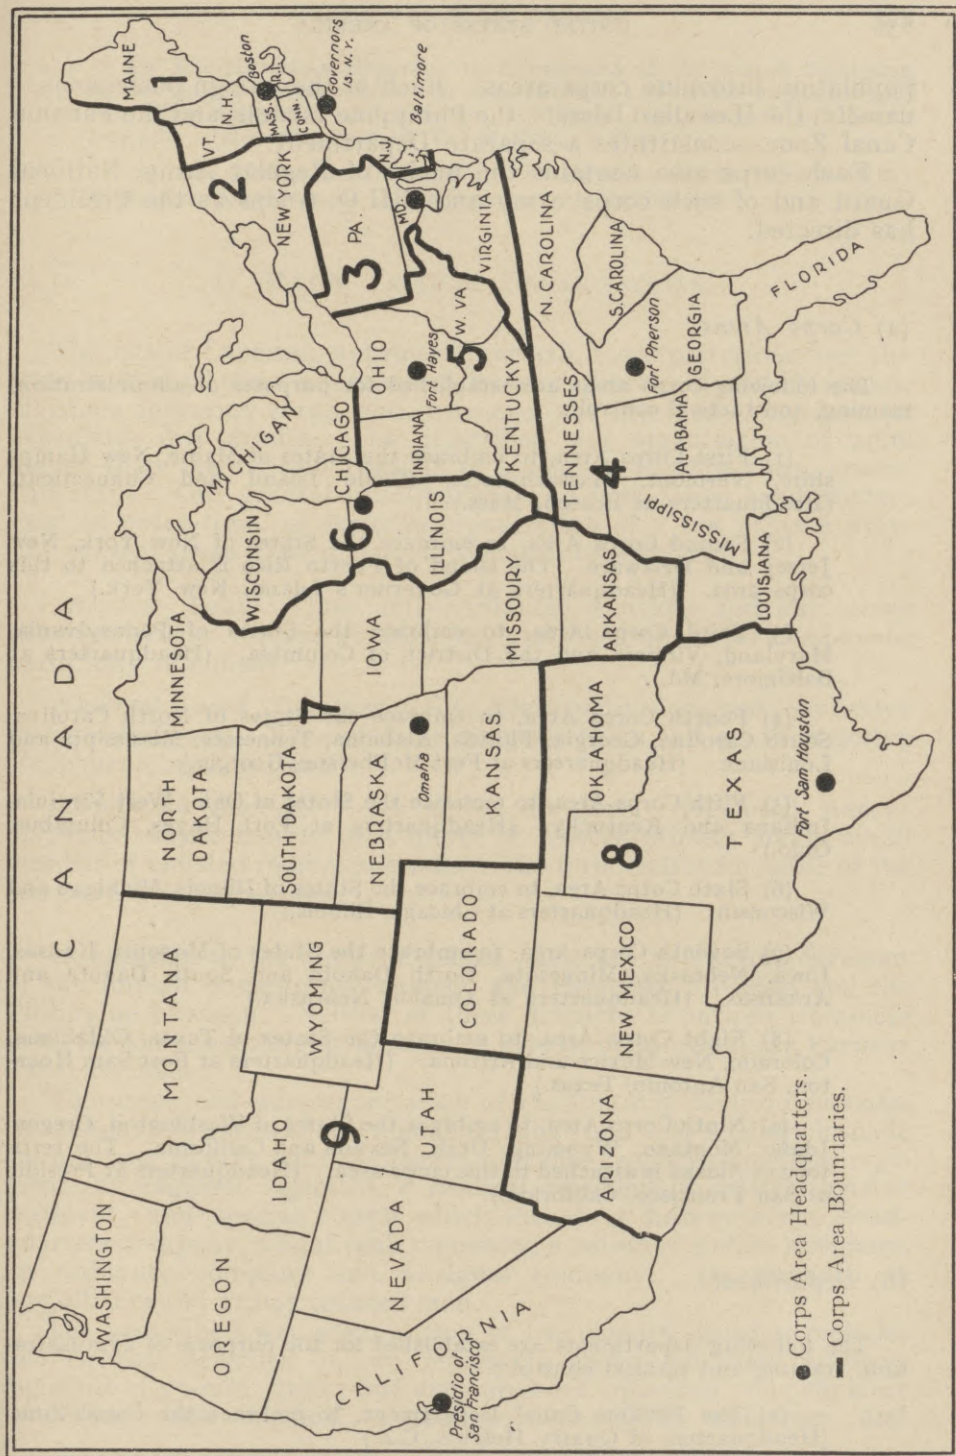 CANADA
WASHINGTON
OREGON
CALIFORNIA
Presidio of
San Francisco
NEVADA
IDAHO
9
UTAH
ARIZONA
MONTANA
WYOMING
COLORADO
NEW MEXICO
NORTH
DAKOTA
SOUTH DAKOTA
NEBRASKA
Omaha
KANSAS
OKLAHOMA
8
TEXAS
Fort Sam Houston
MINNESOTA
7
IOWA
MISSOURY
ARKANSAS
LOUISIANA
WISCONSIN
MICHIGAN
6
CHICAGO
ILLINOIS
INDIANA
OHIO
Fort Hayes
5
W. VA
KENTUCKY
TENNESSES
4
MISSISSIPPI
ALABAMA
GEORGIA
Fort Pherson
FLORIDA
S. CAROLINA
N. CAROLINA
VIRGINIA
MD.
3
PA.
N.J.
Baltimore
2
NEW YORK
VT.
N.H.
MAINE
1
MASS.
R.I.
CONN.
Boston
Governors
Is. N.Y.
● Corps Area Headquarters.
▬ Corps Area Boundaries.